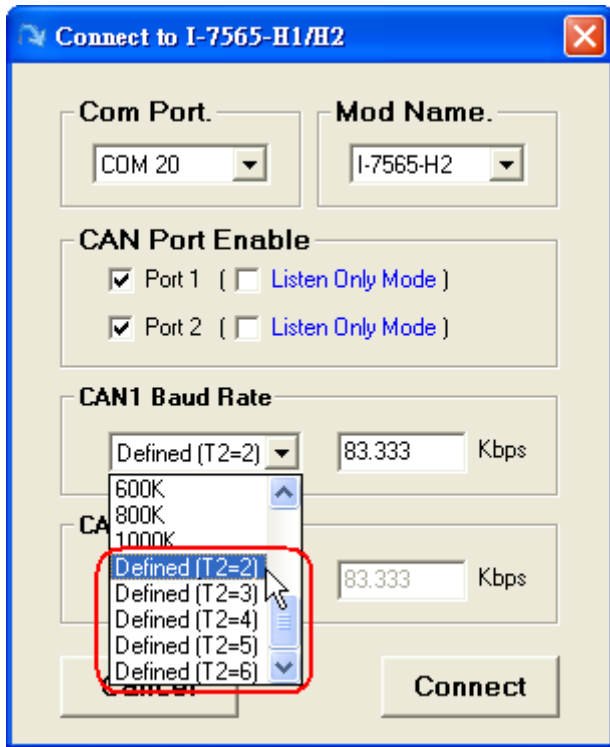 Connect to I-7565-H1/H2
Com Port.
Mod Name.
COM 20
I-7565-H2
CAN Port Enable
Port 1 ( Listen Only Mode )
Port 2 ( Listen Only Mode )
CAN1 Baud Rate
Defined (T2=2)
83.333 Kbps
600K
800K
CA
1000K
Defined (T2=2)
Defined (T2=3)
83.333 Kbps
Defined (T2=4)
Defined (T2=5)
Defined (T2=6)
Cancel
Connect